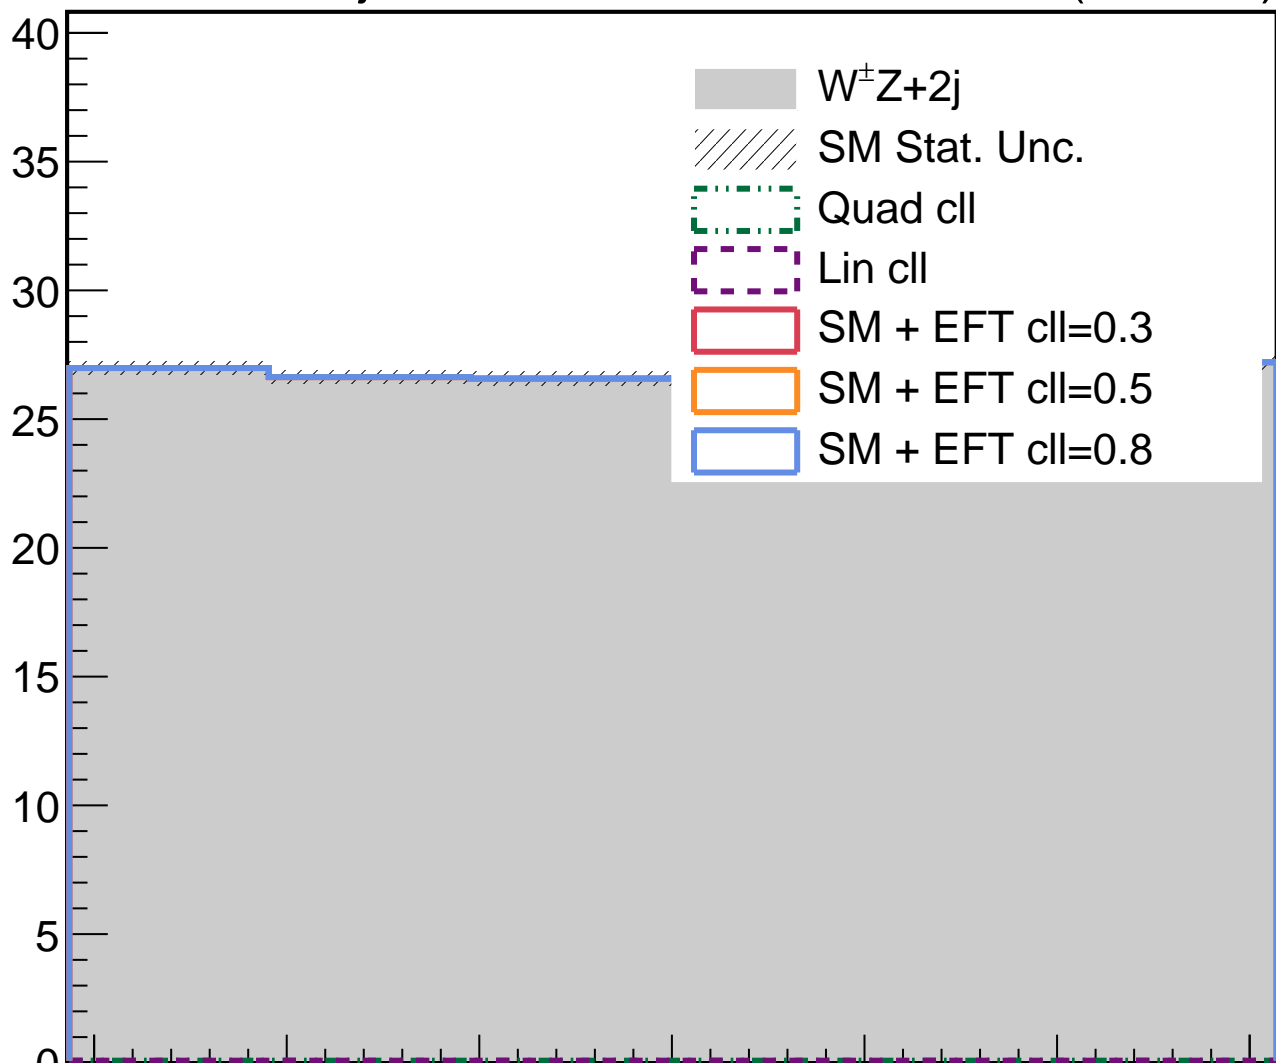 40
35
30
25
20
15
10
5
0
W±Z+2j
SM Stat. Unc.
Quad cll
Lin cll
SM + EFT cll=0.3
SM + EFT cll=0.5
SM + EFT cll=0.8